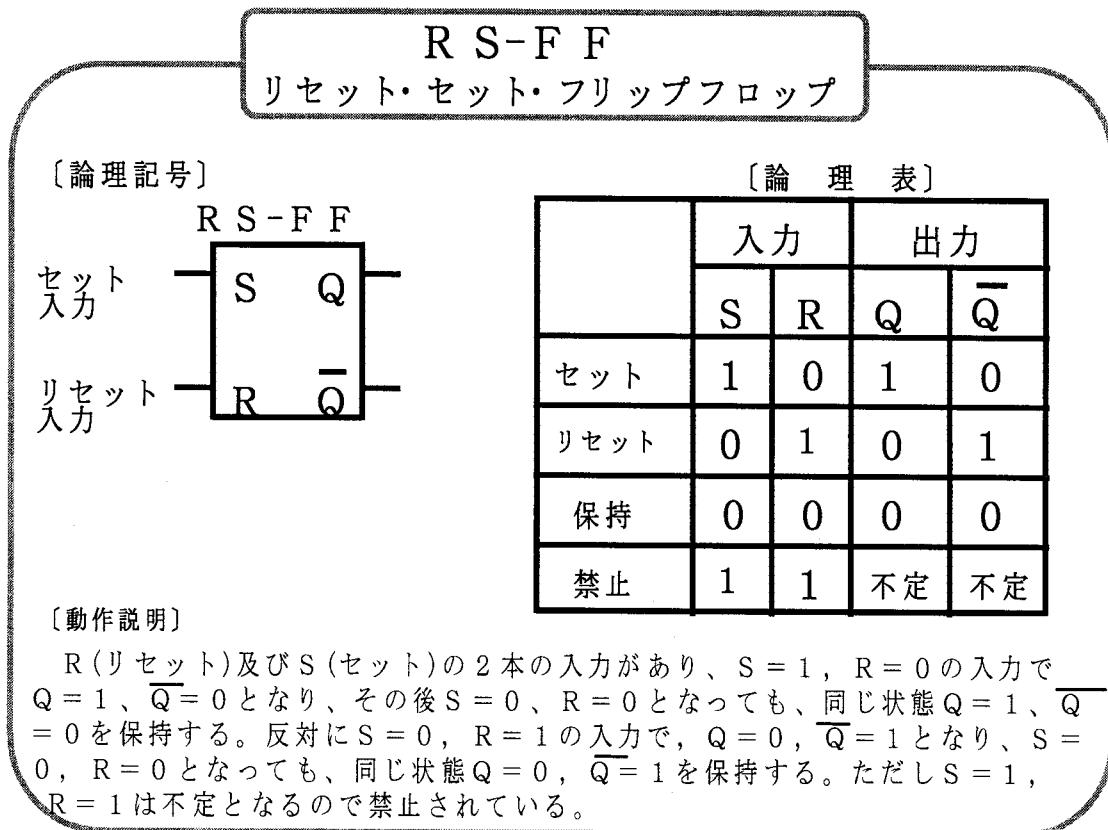 RS-FF
リセット・セット・フリップフロップ
〔論理記号〕
RS-FF
セット
入力
S Q
リセット
入力
R Q̅
〔論 理 表〕
入力 出力
S R Q Q̅
セット 1 0 1 0
リセット 0 1 0 1
保持 0 0 0 0
禁止 1 1 不定 不定
〔動作説明〕
R(リセット)及びS(セット)の2本の入力があり、S=1，R=0の入力で
Q=1、Q̅=0となり、その後S=0、R=0となっても、同じ状態Q=1、Q̅
=0を保持する。反対にS=0，R=1の入力で，Q=0，Q̅=1となり、S=
0，R=0となっても、同じ状態Q=0，Q̅=1を保持する。ただしS=1，
R=1は不定となるので禁止されている。